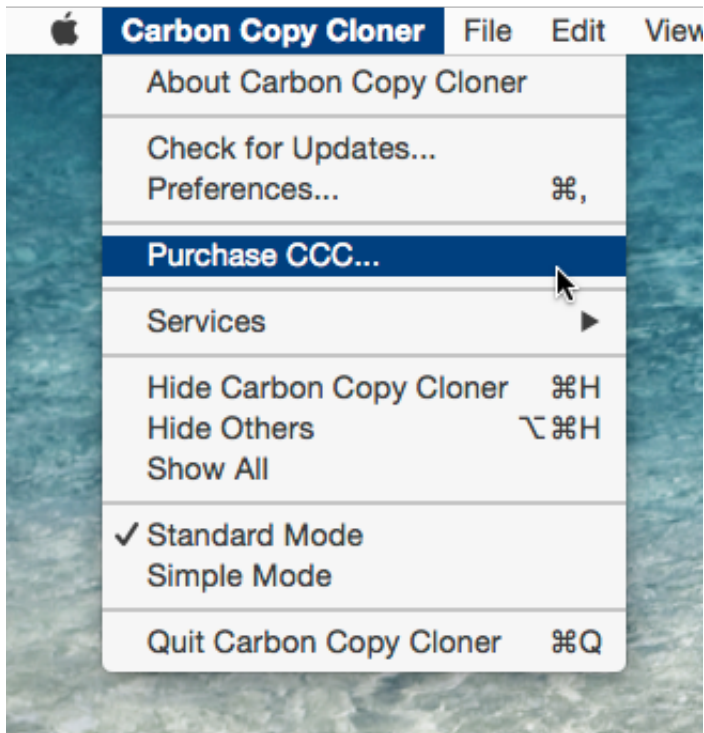 Carbon Copy Cloner File Edit View
About Carbon Copy Cloner
Check for Updates...
Preferences... ⌘,
Purchase CCC...
Services ▶
Hide Carbon Copy Cloner ⌘H
Hide Others ⌥⌘H
Show All
✓ Standard Mode
Simple Mode
Quit Carbon Copy Cloner ⌘Q